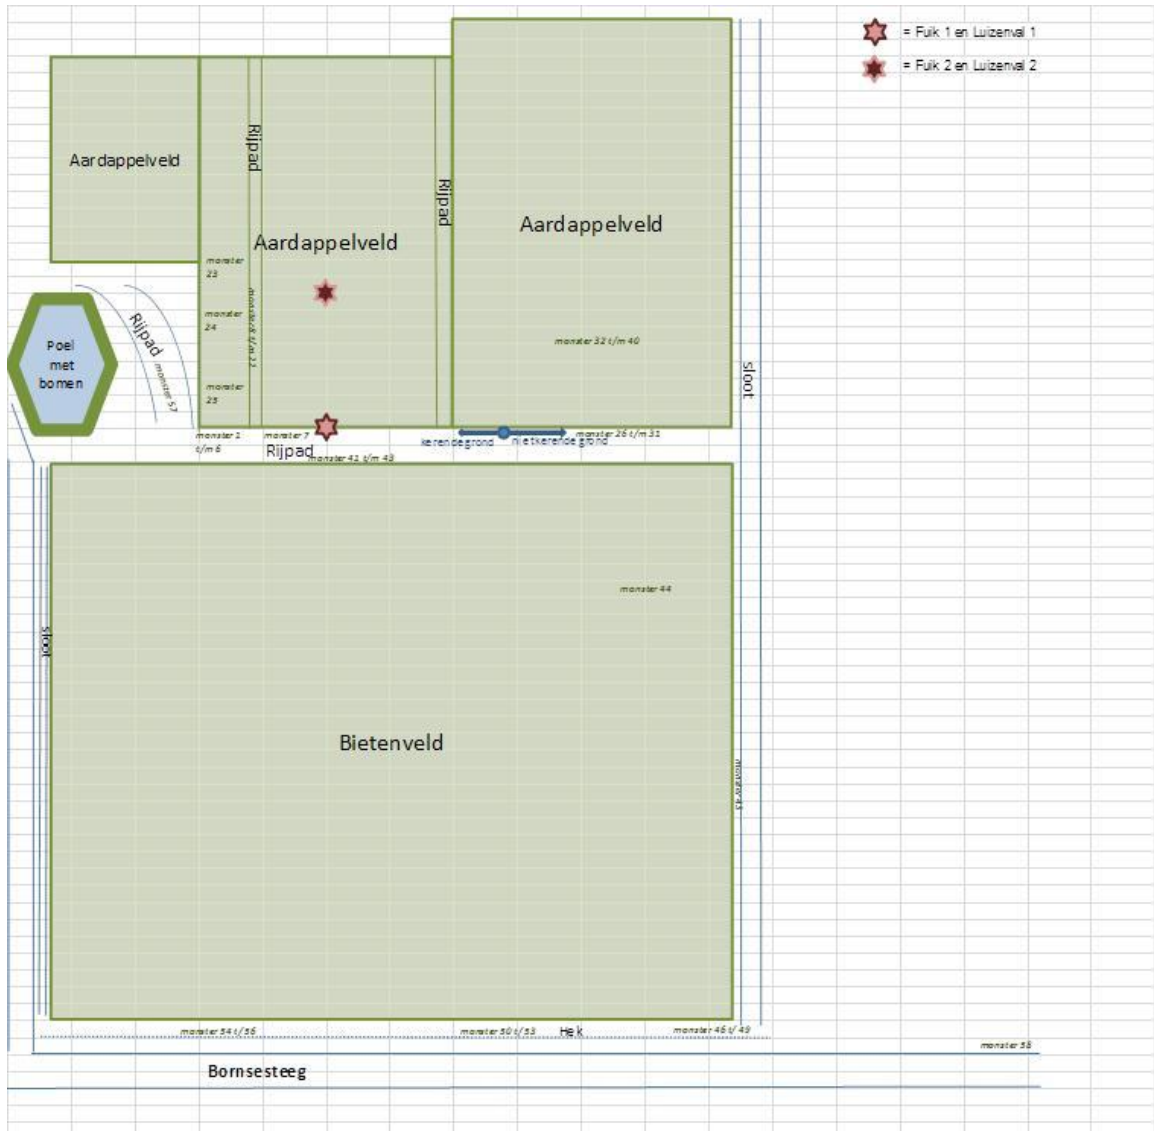 = Fuik 1 en Luizenval 1
= Fuik 2 en Luizenval 2
Aardappelveld
Rijpad
Rijpad
Aardappelveld
Aardappelveld
monster
23
monster
24
monster
25
monster 8 t/m 22
monster 32 t/m 40
Poel
met
bomen
Rijpad
monster 57
sloot
monster 1
t/m 6
monster 7
kerende grond
niet kerende grond
monster 26 t/m 31
Rijpad
monster 41 t/m 43
monster 44
sloot
Bietenveld
monster 45
monster 54 t/ 56
monster 50 t/ 53
Hek
monster 46 t/ 49
monster 58
Bornsesteeg